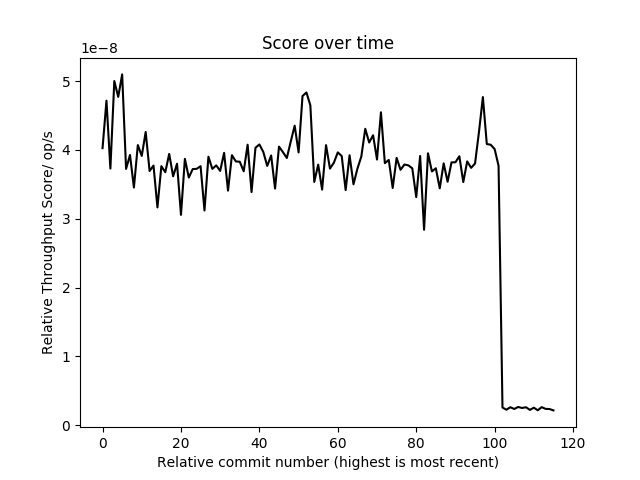 Score over time
1e−8
5
4
3
2
1
0
Relative Throughput Score/ op/s
0 20 40 60 80 100 120
Relative commit number (highest is most recent)